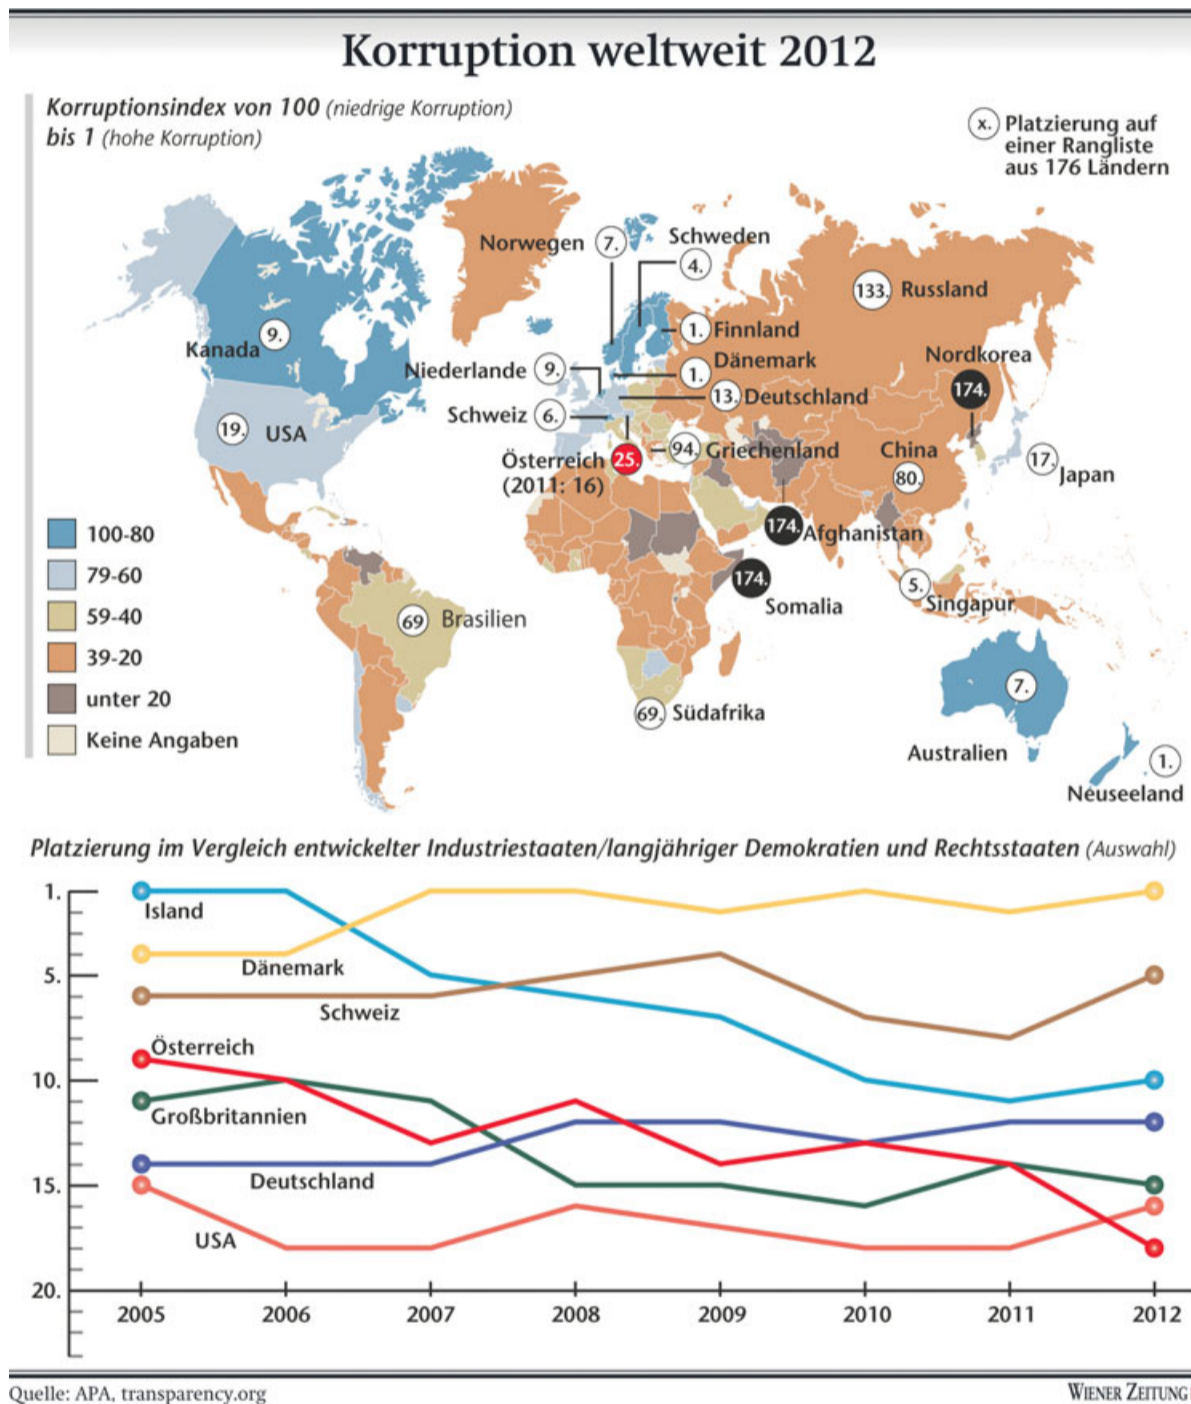 Korruption weltweit 2012
Korruptionsindex von 100 (niedrige Korruption)
bis 1 (hohe Korruption)
x. Platzierung auf
einer Rangliste
aus 176 Ländern
Norwegen 7.
Schweden
4.
133. Russland
9.
Kanada
1. Finnland
Dänemark
1.
Nordkorea
174.
Niederlande 9.
13. Deutschland
Schweiz 6.
19. USA
94. Griechenland
China
80.
17.
Japan
Österreich 25.
(2011: 16)
174. Afghanistan
174.
Somalia
5.
Singapur
69 Brasilien
69. Südafrika
7.
Australien
1.
Neuseeland
100-80
79-60
59-40
39-20
unter 20
Keine Angaben
Platzierung im Vergleich entwickelter Industriestaaten/langjähriger Demokratien und Rechtsstaaten (Auswahl)
1.
Island
Dänemark
5.
Schweiz
Österreich
10.
Großbritannien
15.
Deutschland
USA
20.
2005 2006 2007 2008 2009 2010 2011 2012
Quelle: APA, transparency.org
WIENER ZEITUNG